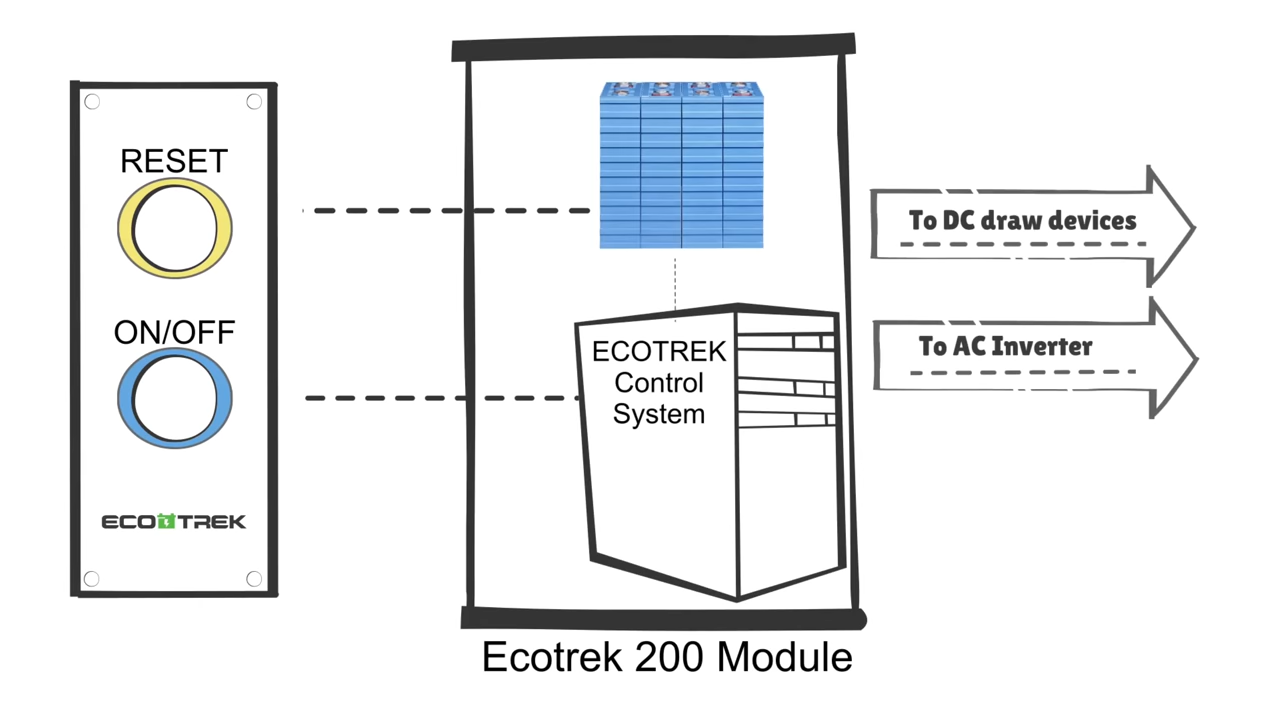 RESET
ON/OFF
ECOTREK
ECOTREK
Control
System
To DC draw devices
To AC Inverter
Ecotrek 200 Module